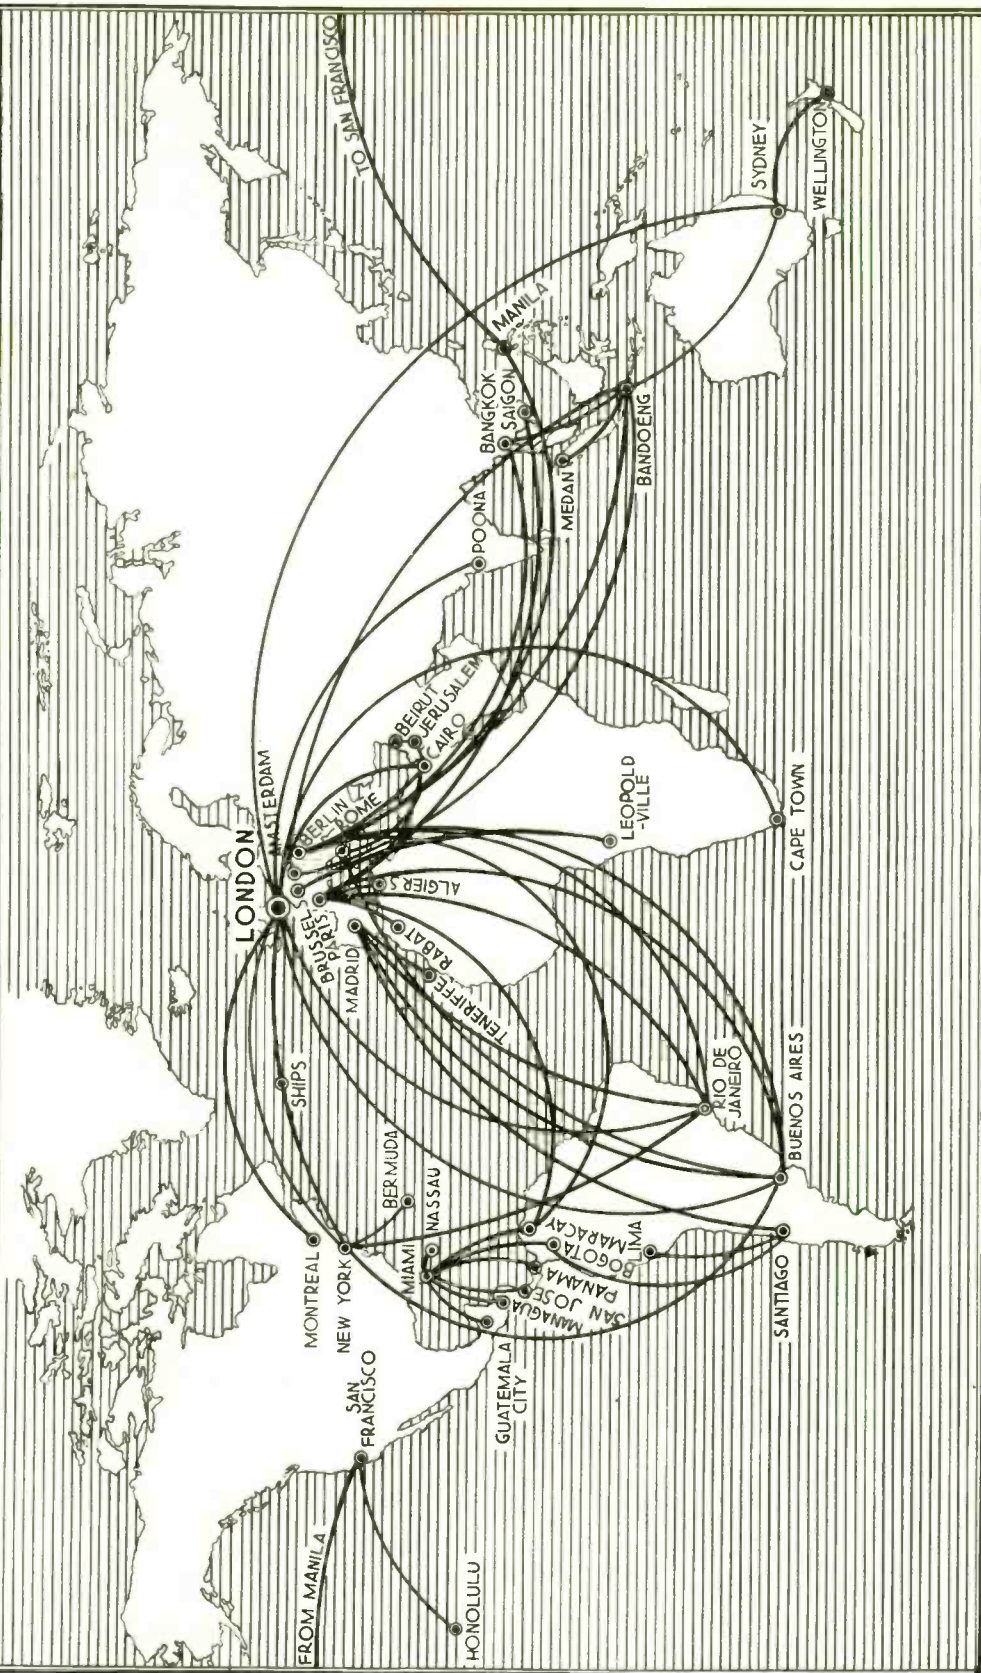 TO SAN FRANCISCO
SYDNEY
WELLINGTON
MANILA
BANGKOK
SAIGON
BANDOENG
MEDAN
POONA
BEIRUT
JERUSALEM
CAIRO
AMSTERDAM
BERLIN
ROME
LONDON
BRUSSEL
PARIS
MADRID
ALGIERS
RABAT
TENERIFFE
LEOPOLD
-VILLE
CAPE TOWN
SHIPS
BERMUDA
NASSAU
MIAMI
MONTREAL
NEW YORK
RIO DE
JANEIRO
BUENOS AIRES
MARACAY
LIMA
BOGOTA
PANAMA
SAN JOSE
MANAGUA
GUATEMALA
CITY
SANTIAGO
SAN
FRANCISCO
FROM MANILA
HONOLULU